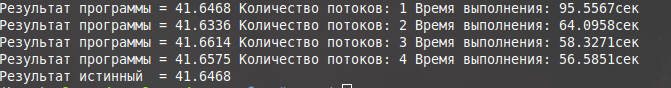 Результат программы = 41.6468 Количество потоков: 1 Время выполнения: 95.5567сек
Результат программы = 41.6336 Количество потоков: 2 Время выполнения: 64.0958сек
Результат программы = 41.6614 Количество потоков: 3 Время выполнения: 58.3271сек
Результат программы = 41.6575 Количество потоков: 4 Время выполнения: 56.5851сек
Результат истинный  = 41.6468